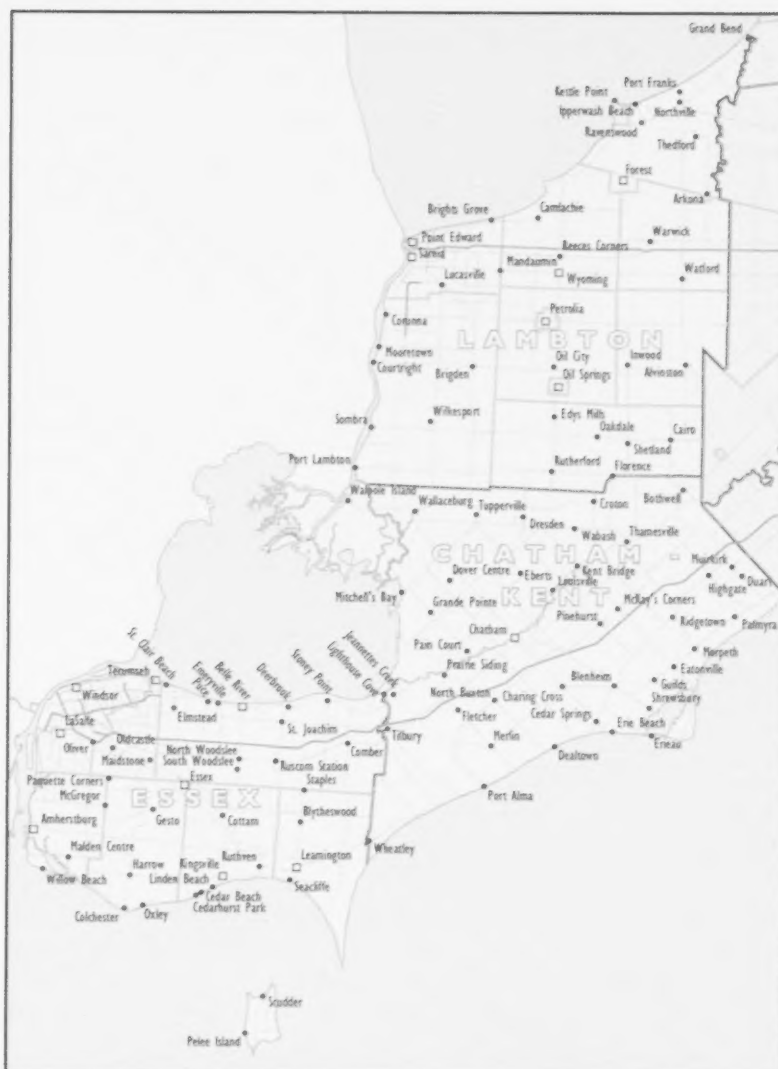 Grand Bend
Port Franks
Kettle Point
Ipperwash Beach
Northville
Ravenswood
Thedford
Forest
Arkona
Brights Grove
Camlachie
Point Edward
Warwick
Sarnia
Reeces Corners
Mandaumin
Lucasville
Wyoming
Watford
Corunna
Petrolia
LAMBTON
Mooretown
Courtright
Brigden
Oil City
Inwood
Alvinston
Oil Springs
Sombra
Wilkesport
Edys Mills
Oakdale
Cairo
Shetland
Port Lambton
Rutherford
Florence
Walpole Island
Wallaceburg
Tupperville
Croton
Bothwell
Dresden
Wabash
Thamesville
CHATHAM -
KENT
Muirkirk
Duart
Highgate
Dover Centre
Eberts
Kent Bridge
Louisville
Mitchell's Bay
Grande Pointe
McKay's Corners
Pinehurst
Ridgetown
Palmyra
Chatham
Pain Court
Morpeth
Prairie Siding
Eatonville
Jeannettes Creek
Lighthouse Cove
Stoney Point
Deerbrook
Belle River
Emeryville
Puce
St. Clair Beach
Tecumseh
Windsor
North Buxton
Charing Cross
Blenheim
Guilds
Shrewsbury
Fletcher
Cedar Springs
Erie Beach
Erieau
Elmstead
LaSalle
St. Joachim
Tilbury
Merlin
Dealtown
Oliver
Oldcastle
Maidstone
North Woodslee
South Woodslee
Comber
Ruscom Station
Staples
Paquette Corners
Essex
McGregor
ESSEX
Port Alma
Amherstburg
Gesto
Cottam
Blytheswood
Wheatley
Malden Centre
Harrow
Kingsville
Ruthven
Leamington
Willow Beach
Linden Beach
Seacliffe
Cedar Beach
Cedarhurst Park
Colchester
Oxley
Scudder
Pelee Island